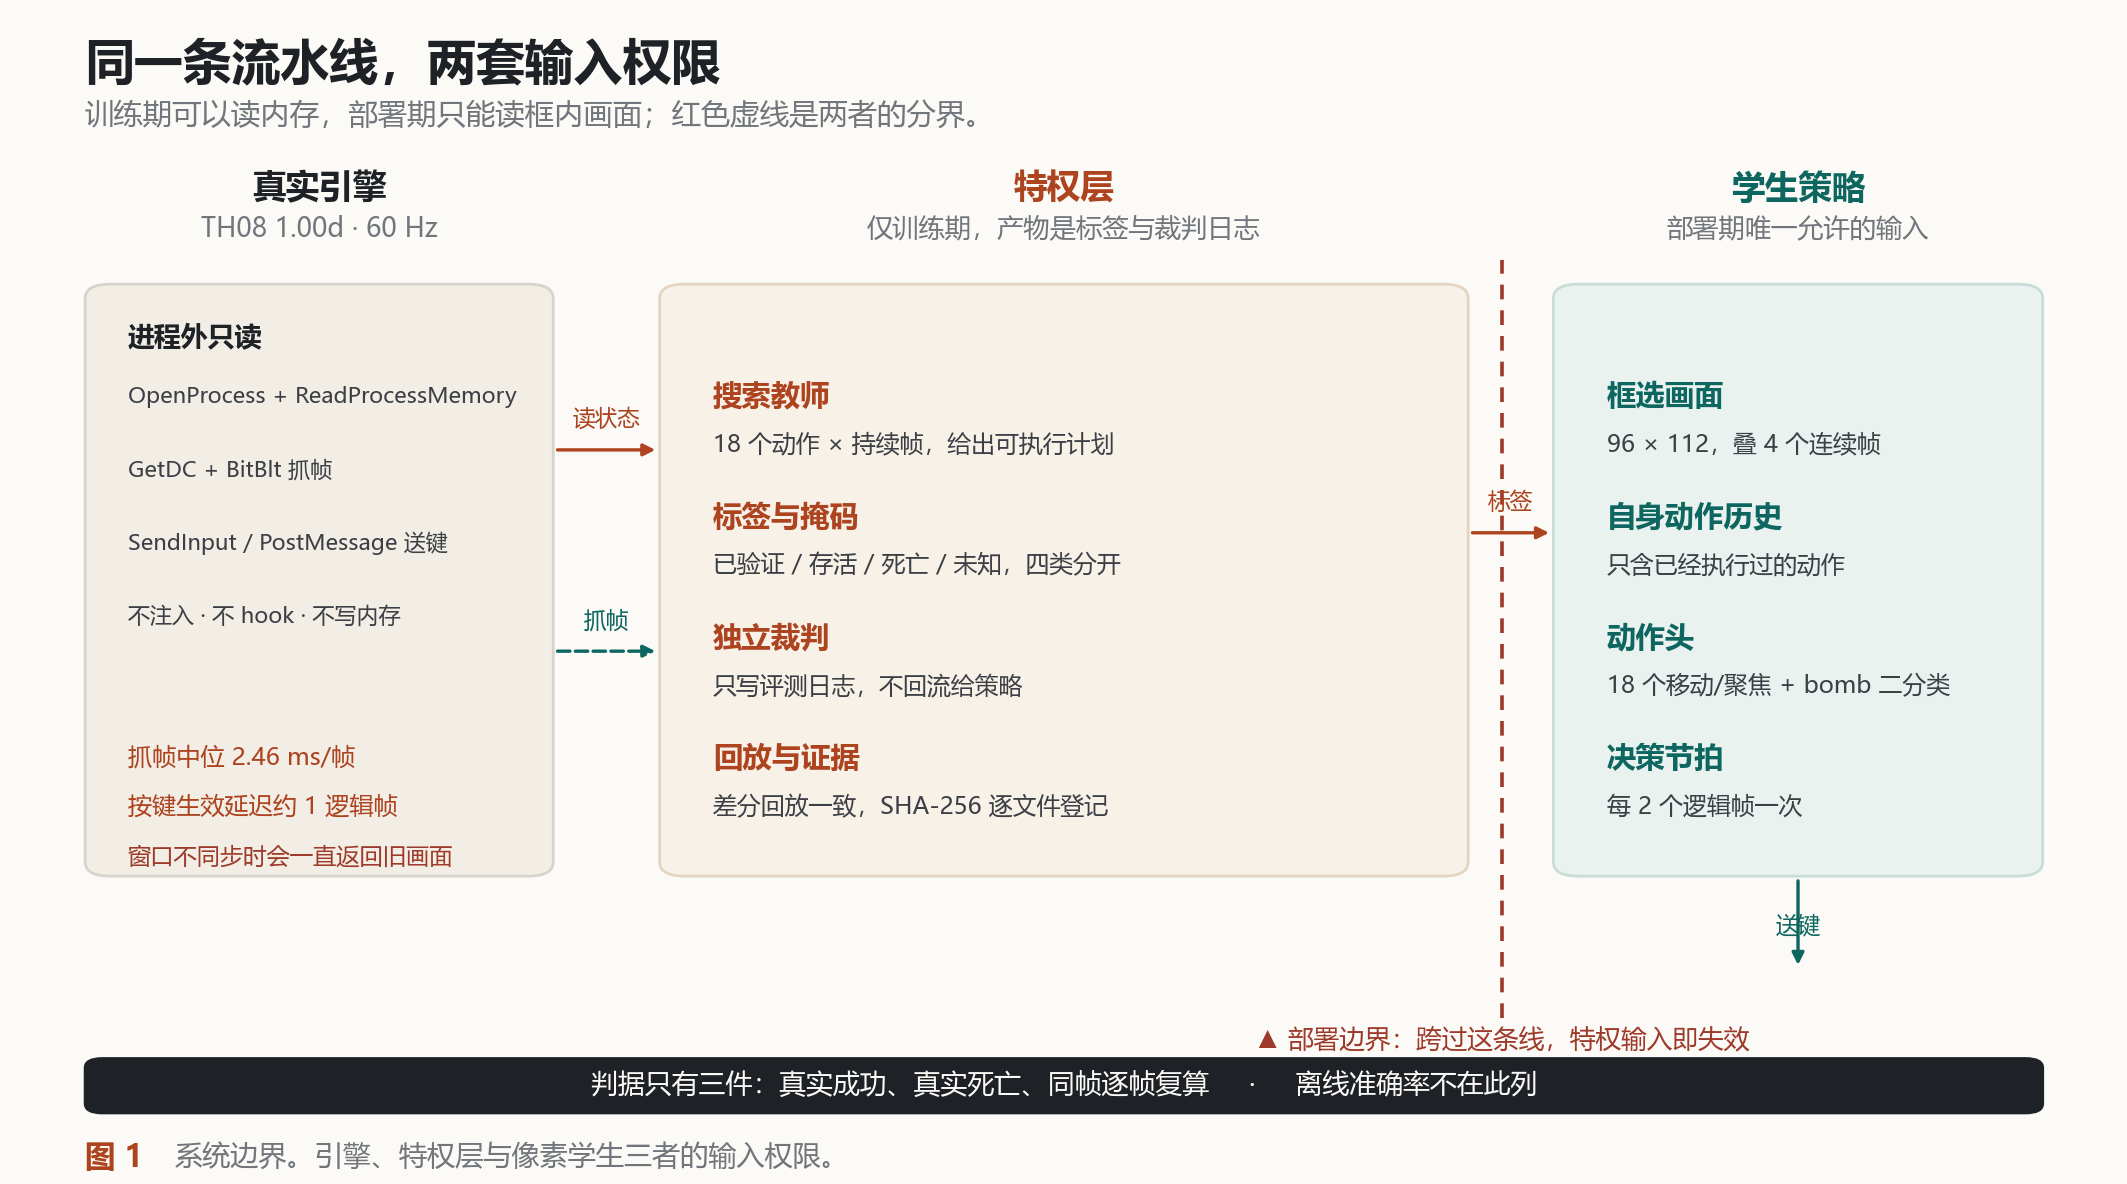 同一条流水线，两套输入权限
训练期可以读内存，部署期只能读框内画面；红色虚线是两者的分界。
真实引擎
TH08 1.00d · 60 Hz
特权层
仅训练期，产物是标签与裁判日志
学生策略
部署期唯一允许的输入
进程外只读
OpenProcess + ReadProcessMemory
GetDC + BitBlt 抓帧
SendInput / PostMessage 送键
不注入 · 不 hook · 不写内存
抓帧中位 2.46 ms/帧
按键生效延迟约 1 逻辑帧
窗口不同步时会一直返回旧画面
读状态
抓帧
搜索教师
18 个动作 × 持续帧，给出可执行计划
标签与掩码
已验证 / 存活 / 死亡 / 未知，四类分开
独立裁判
只写评测日志，不回流给策略
回放与证据
差分回放一致，SHA-256 逐文件登记
标签
框选画面
96 × 112，叠 4 个连续帧
自身动作历史
只含已经执行过的动作
动作头
18 个移动/聚焦 + bomb 二分类
决策节拍
每 2 个逻辑帧一次
送键
▲ 部署边界：跨过这条线，特权输入即失效
判据只有三件：真实成功、真实死亡、同帧逐帧复算 · 离线准确率不在此列
图 1 系统边界。引擎、特权层与像素学生三者的输入权限。